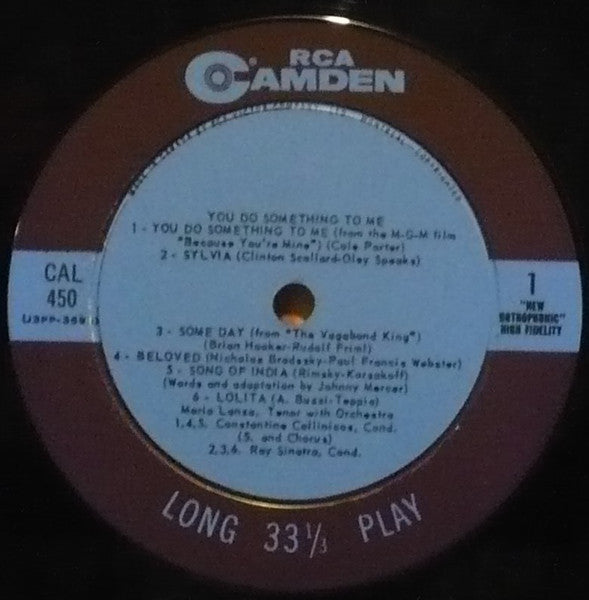 RCA
CAMDEN
YOU DO SOMETHING TO ME
1 - YOU DO SOMETHING TO ME (from the M-G-M film
"Because You're Mine") (Cole Porter)
2 - SYLVIA (Clinton Scollard-Oley Speaks)
CAL
450
1
"NEW
ORTHOPHONIC"
HIGH FIDELITY
3 - SOME DAY (from "The Vagabond King")
(Brian Hooker-Rudolf Friml)
4 - BELOVED (Nicholas Brodszky-Paul Francis Webster)
5 - SONG OF INDIA (Rimsky-Korsakoff)
(Words and adaptation by Johnny Mercer)
6 - LOLITA (A. Buzzi-Peccia)
Mario Lanza, Tenor with Orchestra
1,4,5. Constantine Callinicos, Cond.
(5. and Chorus)
2,3,6. Ray Sinatra, Cond.
LONG 33⅓ PLAY